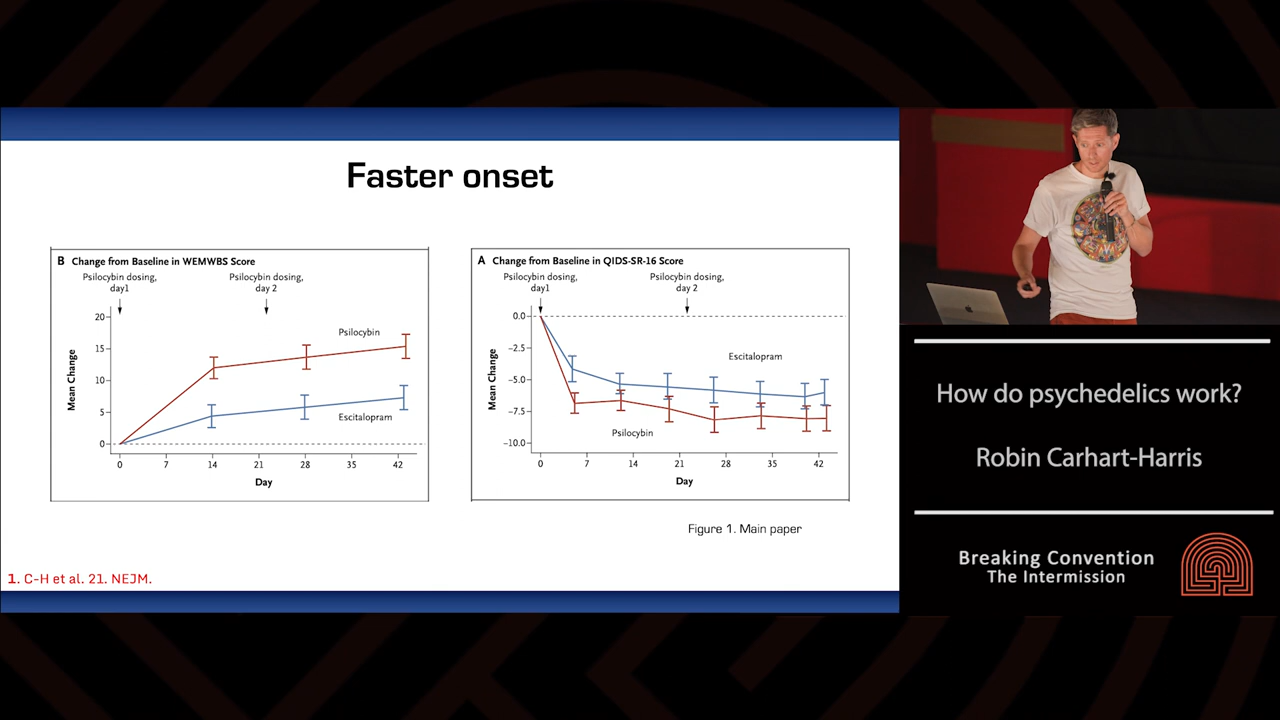 Faster onset
B Change from Baseline in WEMWBS Score
Psilocybin dosing,
day1
Psilocybin dosing,
day 2
20
15
10
5
0
Mean Change
Psilocybin
Escitalopram
0 7 14 21 28 35 42
Day
A Change from Baseline in QIDS-SR-16 Score
Psilocybin dosing,
day1
Psilocybin dosing,
day 2
0.0
−2.5
−5.0
−7.5
−10.0
Mean Change
Escitalopram
Psilocybin
0 7 14 21 28 35 42
Day
Figure 1. Main paper
1. C-H et al. 21. NEJM.
How do psychedelics work?
Robin Carhart-Harris
Breaking Convention
The Intermission